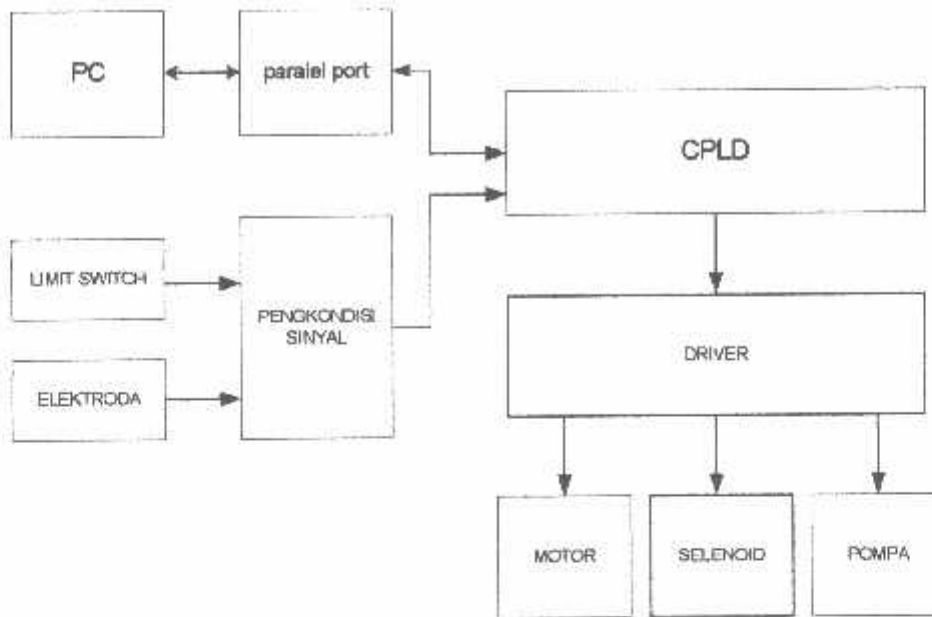 PC
paralel port
CPLD
LIMIT SWITCH
PENGKONDISI
SINYAL
ELEKTRODA
DRIVER
MOTOR
SELENOID
POMPA